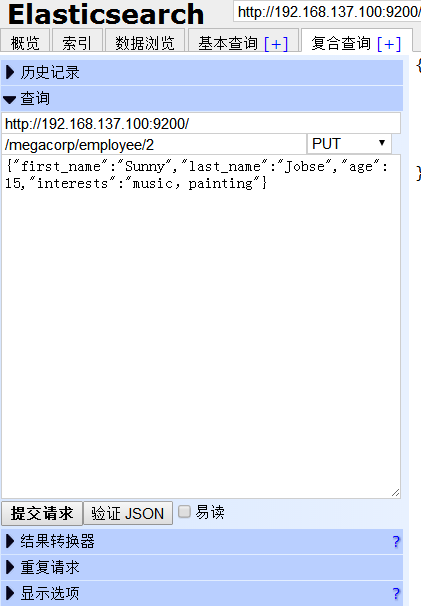 Elasticsearch http://192.168.137.100:9200/
概览 索引 数据浏览 基本查询 [+] 复合查询 [+]
历史记录
{
查询
http://192.168.137.100:9200/
/megacorp/employee/2 PUT
{"first_name":"Sunny","last_name":"Jobse","age":
15,"interests":"music，painting"}
}
提交请求 验证 JSON 易读
结果转换器 ?
重复请求
显示选项 ?